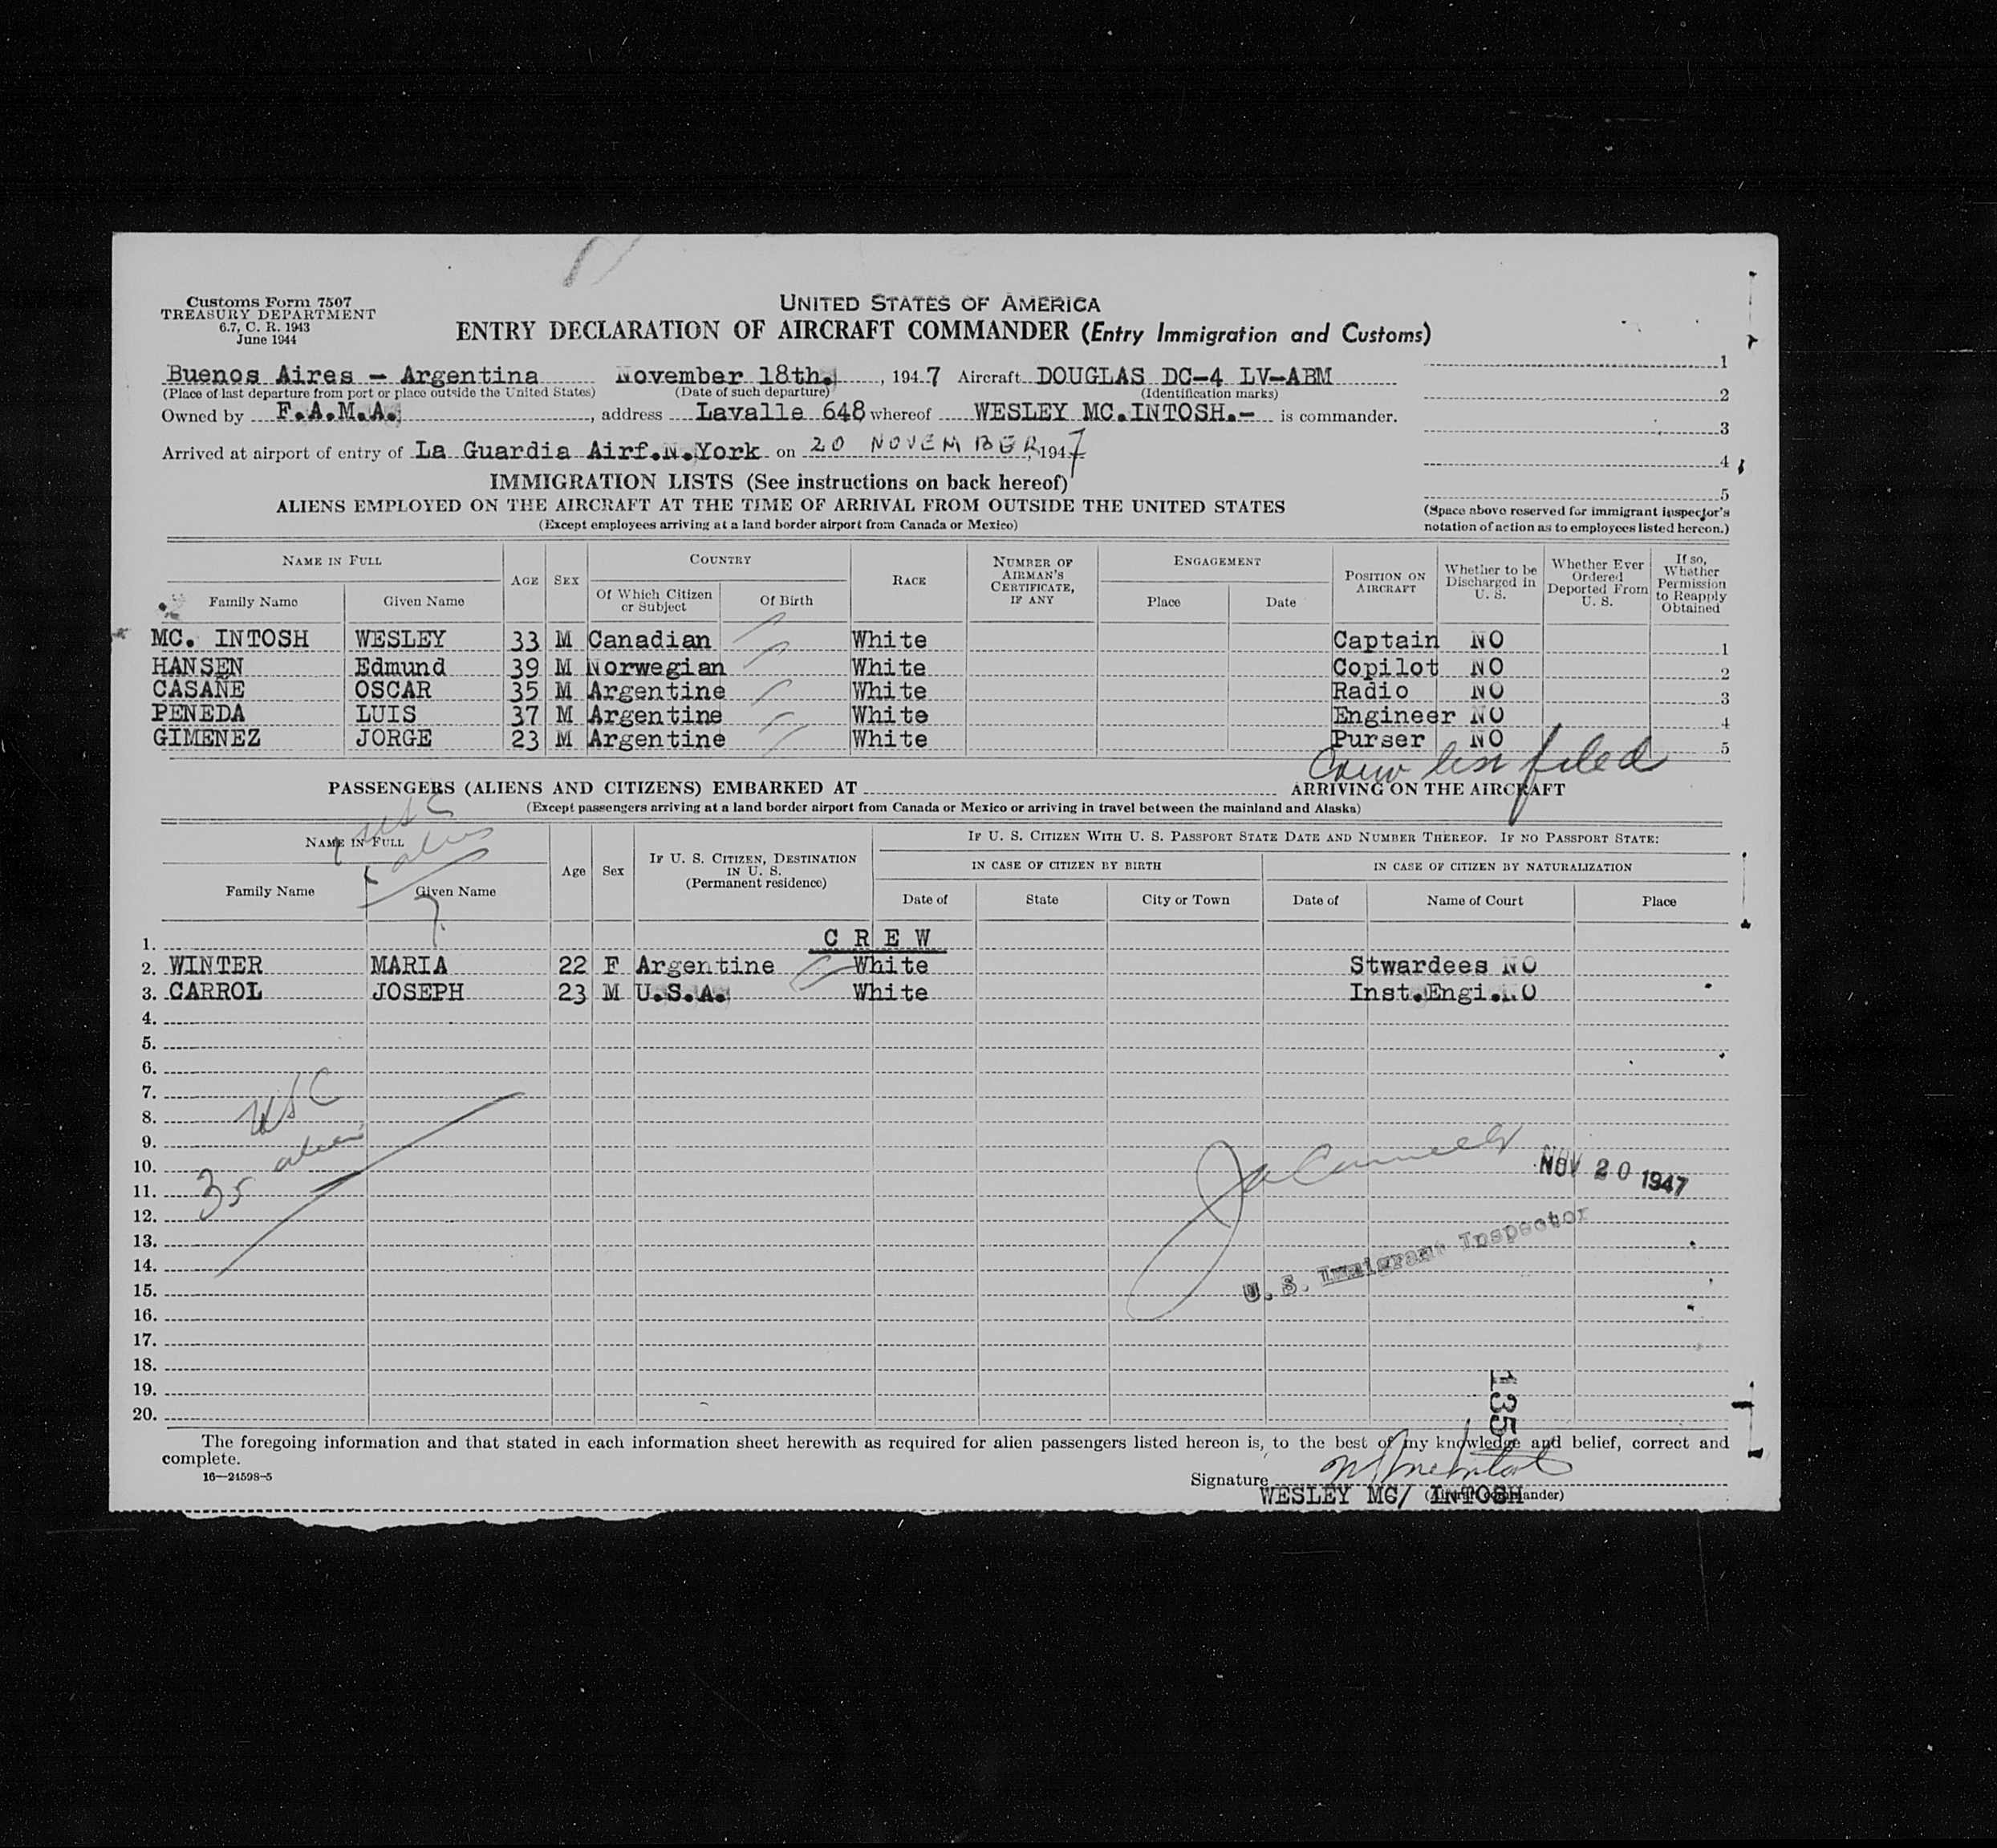 Customs Form 7507
TREASURY DEPARTMENT
6.7, C. R. 1943
June 1944
UNITED STATES OF AMERICA
ENTRY DECLARATION OF AIRCRAFT COMMANDER (Entry Immigration and Customs)
Buenos Aires - Argentina November 18th. , 1947 Aircraft DOUGLAS DC-4 LV-ABM
(Place of last departure from port or place outside the United States) (Date of such departure) (Identification marks)
Owned by F.A.M.A. , address Lavalle 648 whereof WESLEY MC.INTOSH.- is commander.
Arrived at airport of entry of La Guardia Airf.N.York on 20 NOVEMBER, 1947
1
2
3
4
5
(Space above reserved for immigrant inspector's
notation of action as to employees listed hereon.)
IMMIGRATION LISTS (See instructions on back hereof)
ALIENS EMPLOYED ON THE AIRCRAFT AT THE TIME OF ARRIVAL FROM OUTSIDE THE UNITED STATES
(Except employees arriving at a land border airport from Canada or Mexico)
NAME IN FULL AGE SEX COUNTRY RACE NUMBER OF AIRMAN'S CERTIFICATE, IF ANY ENGAGEMENT POSITION ON AIRCRAFT Whether to be Discharged in U. S. Whether Ever Ordered Deported From U. S. If so, Whether Permission to Reapply Obtained
Family Name Given Name Of Which Citizen or Subject Of Birth Place Date
MC. INTOSH WESLEY 33 M Canadian White Captain NO 1
HANSEN Edmund 39 M Norwegian White Copilot NO 2
CASAÑE OSCAR 35 M Argentine White Radio NO 3
PENEDA LUIS 37 M Argentine White Engineer NO 4
GIMENEZ JORGE 23 M Argentine White Purser NO 5
filed
PASSENGERS (ALIENS AND CITIZENS) EMBARKED AT ARRIVING ON THE AIRCRAFT
(Except passengers arriving at a land border airport from Canada or Mexico or arriving in travel between the mainland and Alaska)
NAME IN FULL Age Sex IF U. S. CITIZEN, DESTINATION IN U. S. (Permanent residence) IF U. S. CITIZEN WITH U. S. PASSPORT STATE DATE AND NUMBER THEREOF. IF NO PASSPORT STATE:
IN CASE OF CITIZEN BY BIRTH IN CASE OF CITIZEN BY NATURALIZATION
Family Name Given Name Date of State City or Town Date of Name of Court Place
1. C R E W
2. WINTER MARIA 22 F Argentine White Stwardees NO
3. CARROL JOSEPH 23 M U.S.A. White Inst.Engi.NO
4.
5.
6.
7.
8. USC
9.
10. alien
11. 35
12.
13.
14.
15.
16.
17.
18.
19.
20.
NOV 20 1947
U. S. Immigrant Inspector
135
The foregoing information and that stated in each information sheet herewith as required for alien passengers listed hereon is, to the best of my knowledge and belief, correct and
complete.
16—24598-5
Signature
WESLEY MC/ INTOSH (Aircraft commander)